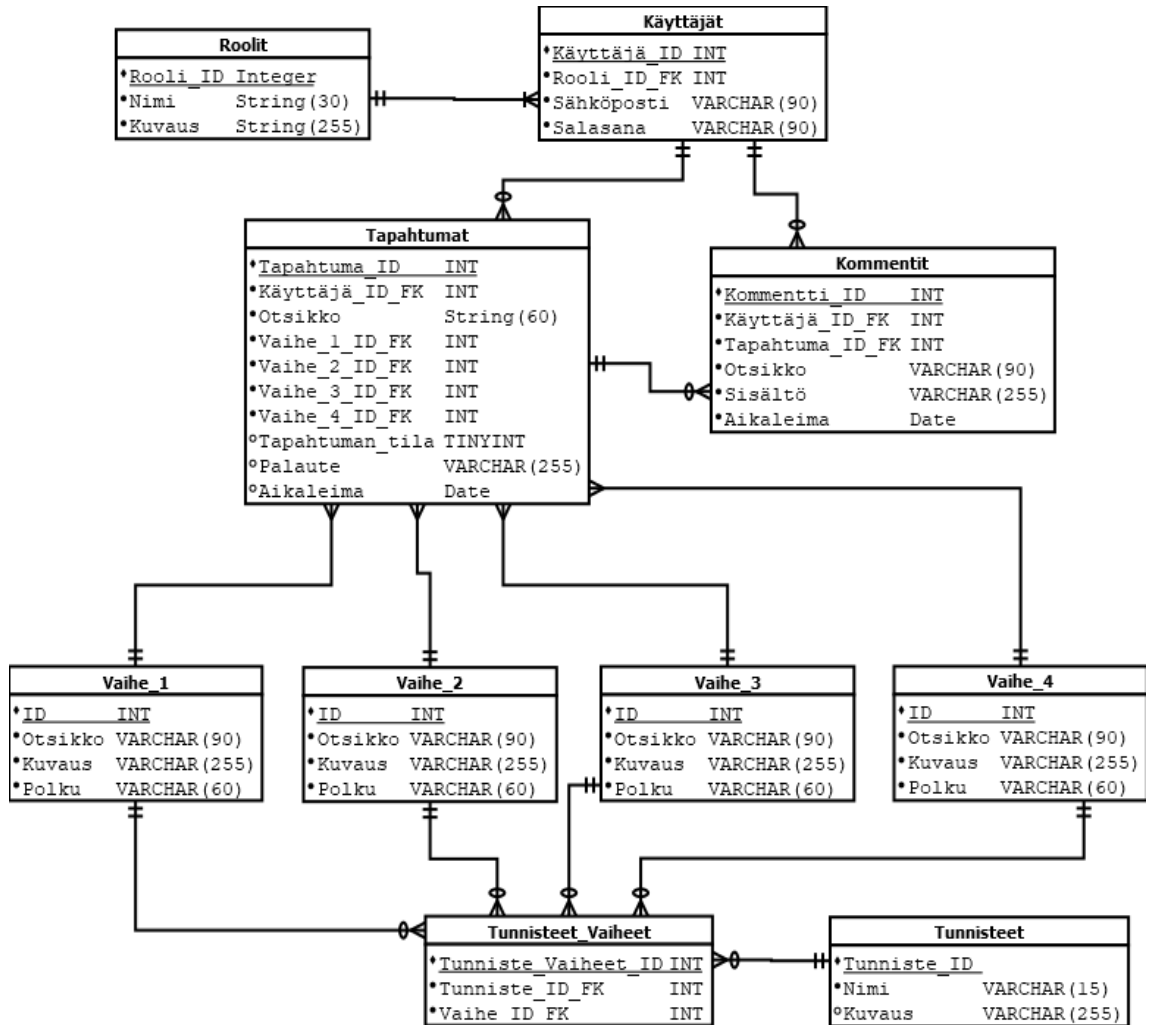 Roolit
Rooli_ID Integer
Nimi String(30)
Kuvaus String(255)
Käyttäjät
Käyttäjä_ID INT
Rooli_ID_FK INT
Sähköposti VARCHAR(90)
Salasana VARCHAR(90)
Tapahtumat
Tapahtuma_ID INT
Käyttäjä_ID_FK INT
Otsikko String(60)
Vaihe_1_ID_FK INT
Vaihe_2_ID_FK INT
Vaihe_3_ID_FK INT
Vaihe_4_ID_FK INT
Tapahtuman_tila TINYINT
Palaute VARCHAR(255)
Aikaleima Date
Kommentit
Kommentti_ID INT
Käyttäjä_ID_FK INT
Tapahtuma_ID_FK INT
Otsikko VARCHAR(90)
Sisältö VARCHAR(255)
Aikaleima Date
Vaihe_1
ID INT
Otsikko VARCHAR(90)
Kuvaus VARCHAR(255)
Polku VARCHAR(60)
Vaihe_2
ID INT
Otsikko VARCHAR(90)
Kuvaus VARCHAR(255)
Polku VARCHAR(60)
Vaihe_3
ID INT
Otsikko VARCHAR(90)
Kuvaus VARCHAR(255)
Polku VARCHAR(60)
Vaihe_4
ID INT
Otsikko VARCHAR(90)
Kuvaus VARCHAR(255)
Polku VARCHAR(60)
Tunnisteet_Vaiheet
Tunniste_Vaiheet_ID INT
Tunniste_ID_FK INT
Vaihe_ID_FK INT
Tunnisteet
Tunniste_ID
Nimi VARCHAR(15)
Kuvaus VARCHAR(255)